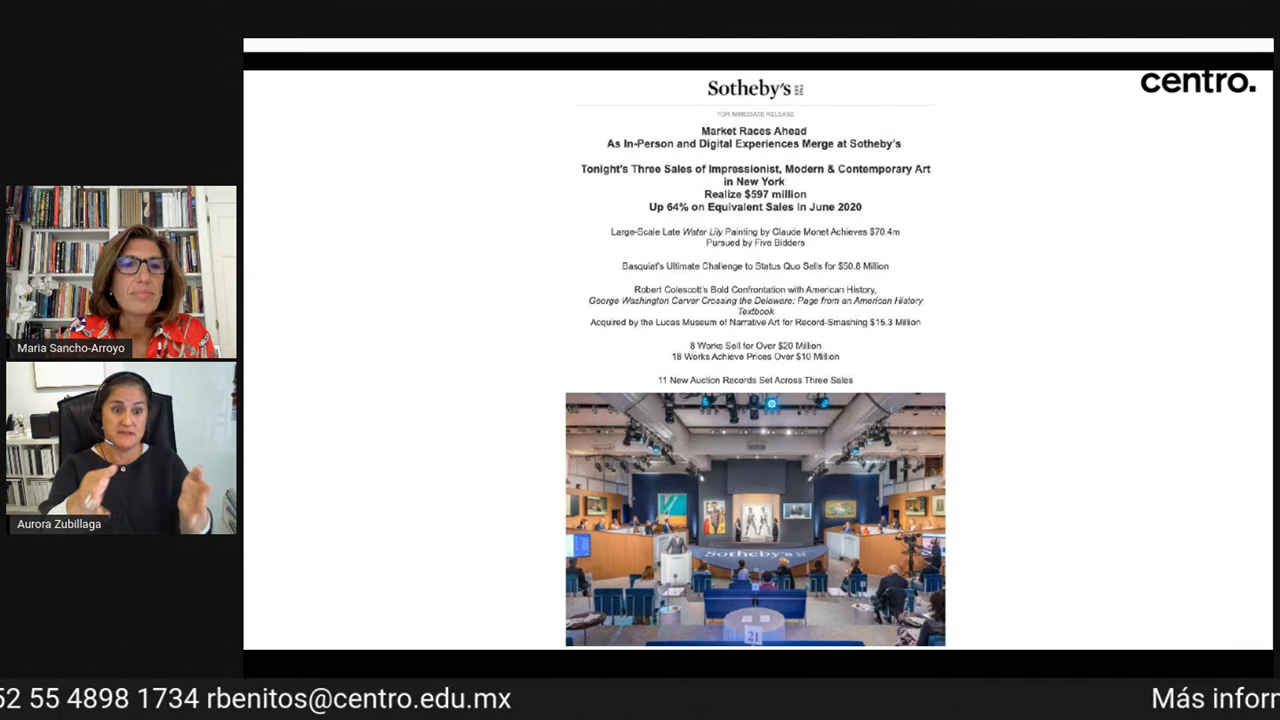 Sotheby's EST. 1744
centro.
FOR IMMEDIATE RELEASE
Market Races Ahead
As In-Person and Digital Experiences Merge at Sotheby's
Tonight's Three Sales of Impressionist, Modern & Contemporary Art
in New York
Realize $597 million
Up 64% on Equivalent Sales in June 2020
Large-Scale Late Water Lily Painting by Claude Monet Achieves $70.4m
Pursued by Five Bidders
Basquiat's Ultimate Challenge to Status Quo Sells for $50.8 Million
Robert Colescott's Bold Confrontation with American History,
George Washington Carver Crossing the Delaware: Page from an American History
Textbook
Acquired by the Lucas Museum of Narrative Art for Record-Smashing $15.3 Million
8 Works Sell for Over $20 Million
18 Works Achieve Prices Over $10 Million
11 New Auction Records Set Across Three Sales
Sotheby's
21
Maria Sancho-Arroyo
Aurora Zubillaga
52 55 4898 1734 rbenitos@centro.edu.mx
Más inform